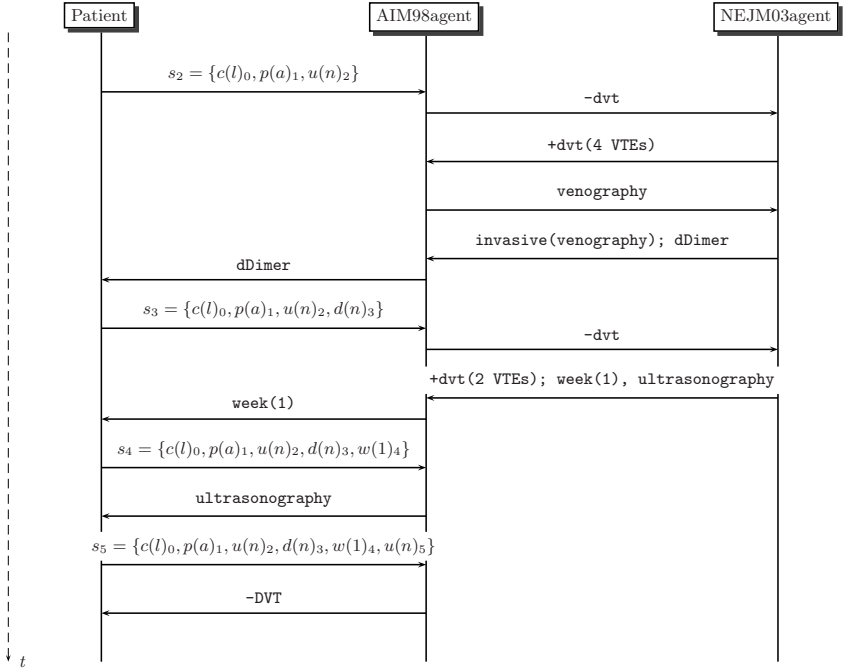 Patient AIM98agent NEJM03agent
s₂ = {c(l)₀, p(a)₁, u(n)₂}
-dvt
+dvt(4 VTEs)
venography
invasive(venography); dDimer
dDimer
s₃ = {c(l)₀, p(a)₁, u(n)₂, d(n)₃}
-dvt
+dvt(2 VTEs); week(1), ultrasonography
week(1)
s₄ = {c(l)₀, p(a)₁, u(n)₂, d(n)₃, w(1)₄}
ultrasonography
s₅ = {c(l)₀, p(a)₁, u(n)₂, d(n)₃, w(1)₄, u(n)₅}
-DVT
t